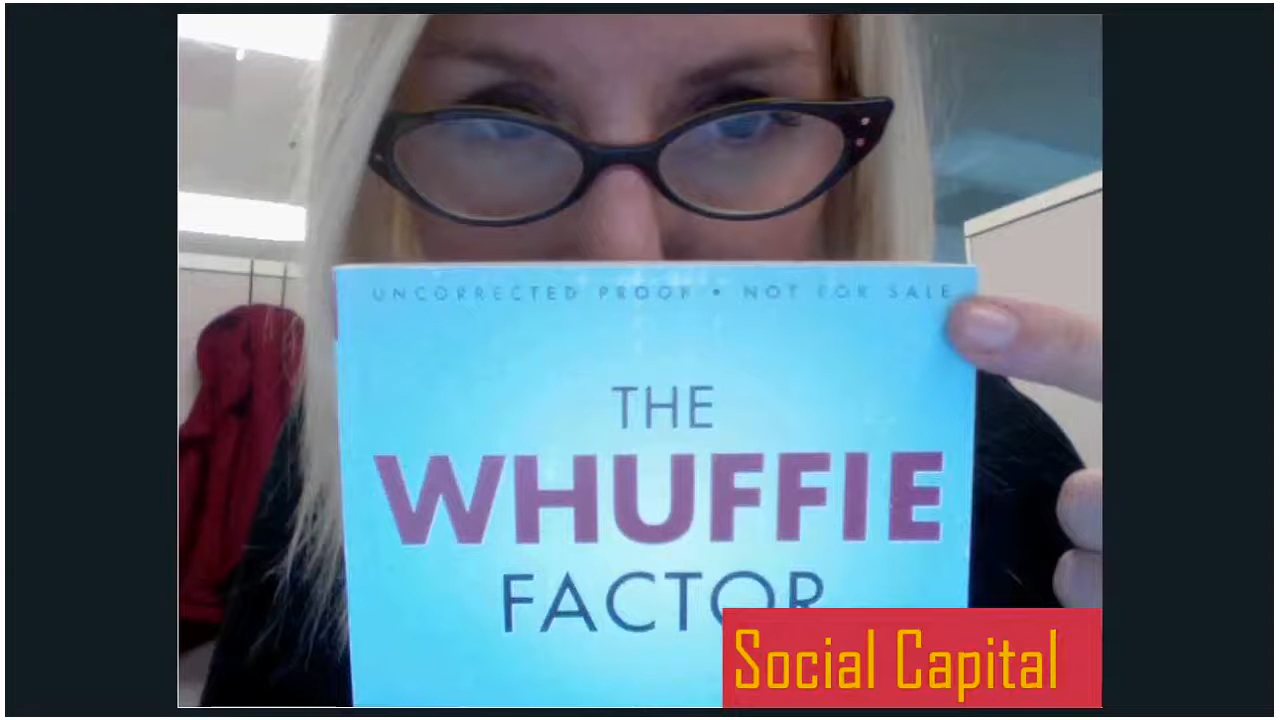 UNCORRECTED PROOF • NOT FOR SALE
THE
WHUFFIE
FACTOR
Social Capital